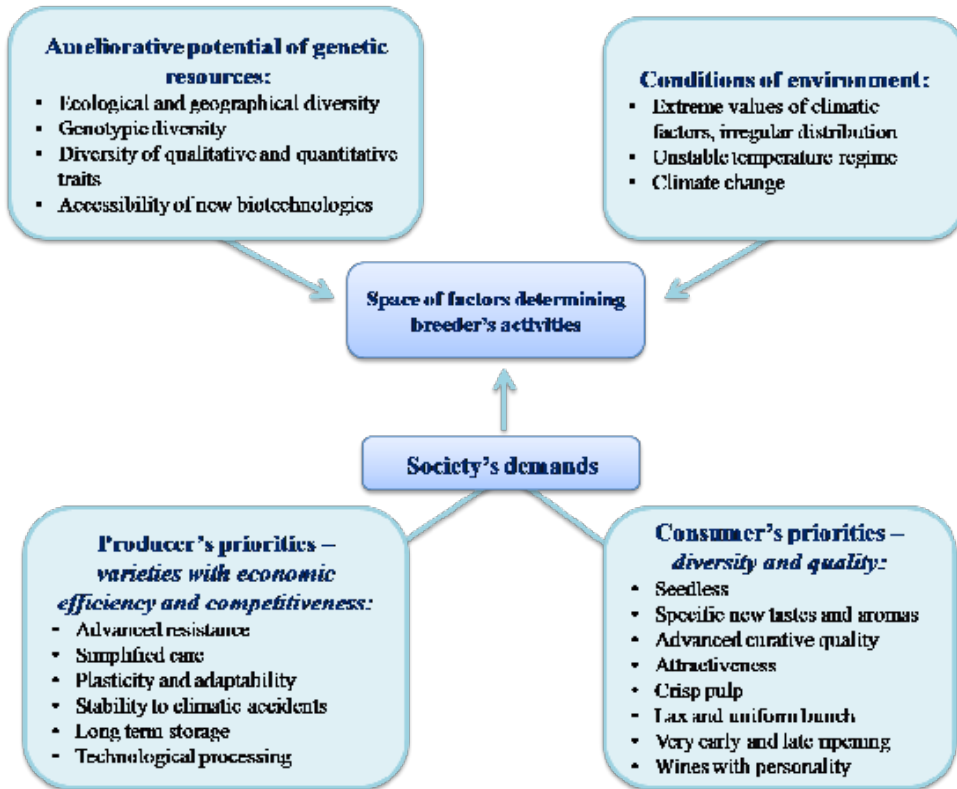 Ameliorative potential of genetic
resources:
▪ Ecological and geographical diversity
▪ Genotypic diversity
▪ Diversity of qualitative and quantitative
traits
▪ Accessibility of new biotechnologies
Conditions of environment:
▪ Extreme values of climatic
factors, irregular distribution
▪ Unstable temperature regime
▪ Climate change
Space of factors determining
breeder's activities
Society's demands
Producer's priorities –
varieties with economic
efficiency and competitiveness:
- Advanced resistance
• Simplified care
• Plasticity and adaptability
• Stability to climatic accidents
• Long term storage
- Technological processing
Consumer's priorities –
diversity and quality:
• Seedless
• Specific new tastes and aromas
• Advanced curative quality
• Attractiveness
• Crisp pulp
• Lax and uniform bunch
• Very early and late ripening
• Wines with personality